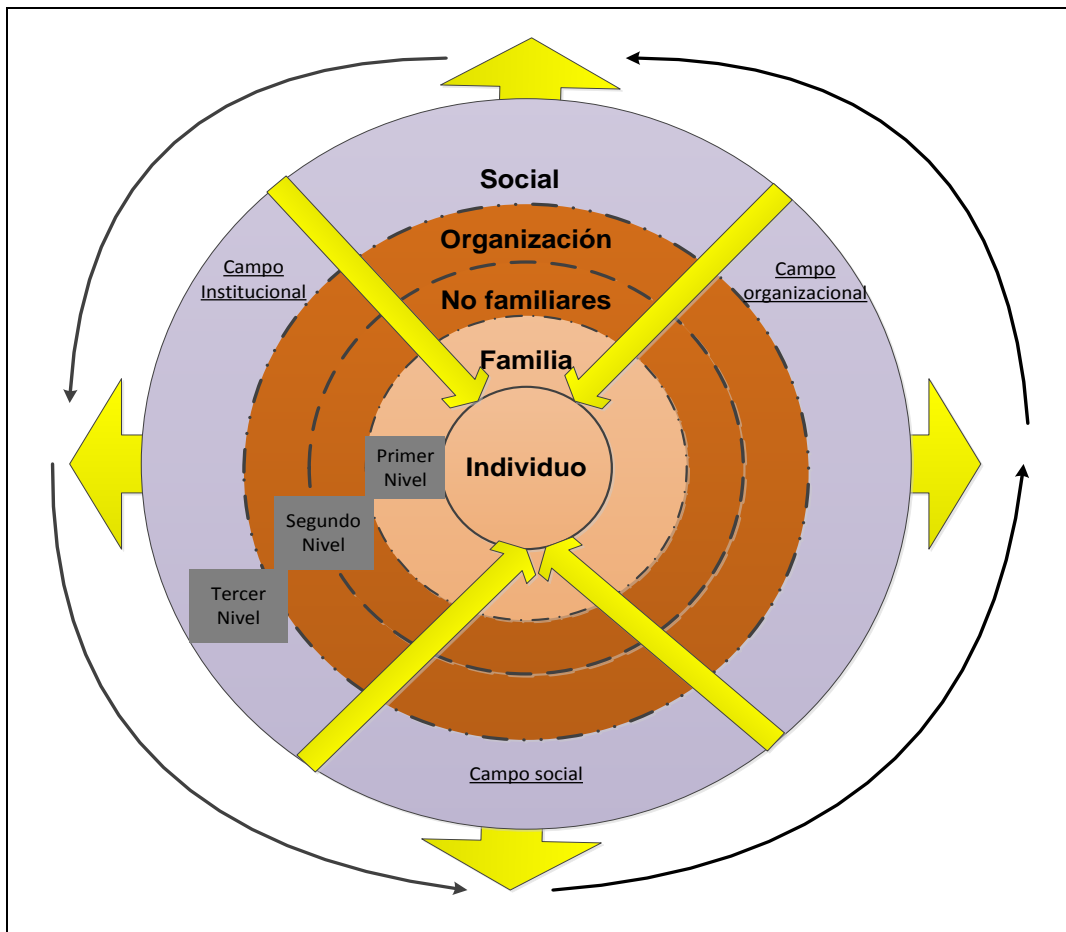 Social
Organización
Campo
Institucional
Campo
organizacional
No familiares
Familia
Primer
Nivel
Individuo
Segundo
Nivel
Tercer
Nivel
Campo social